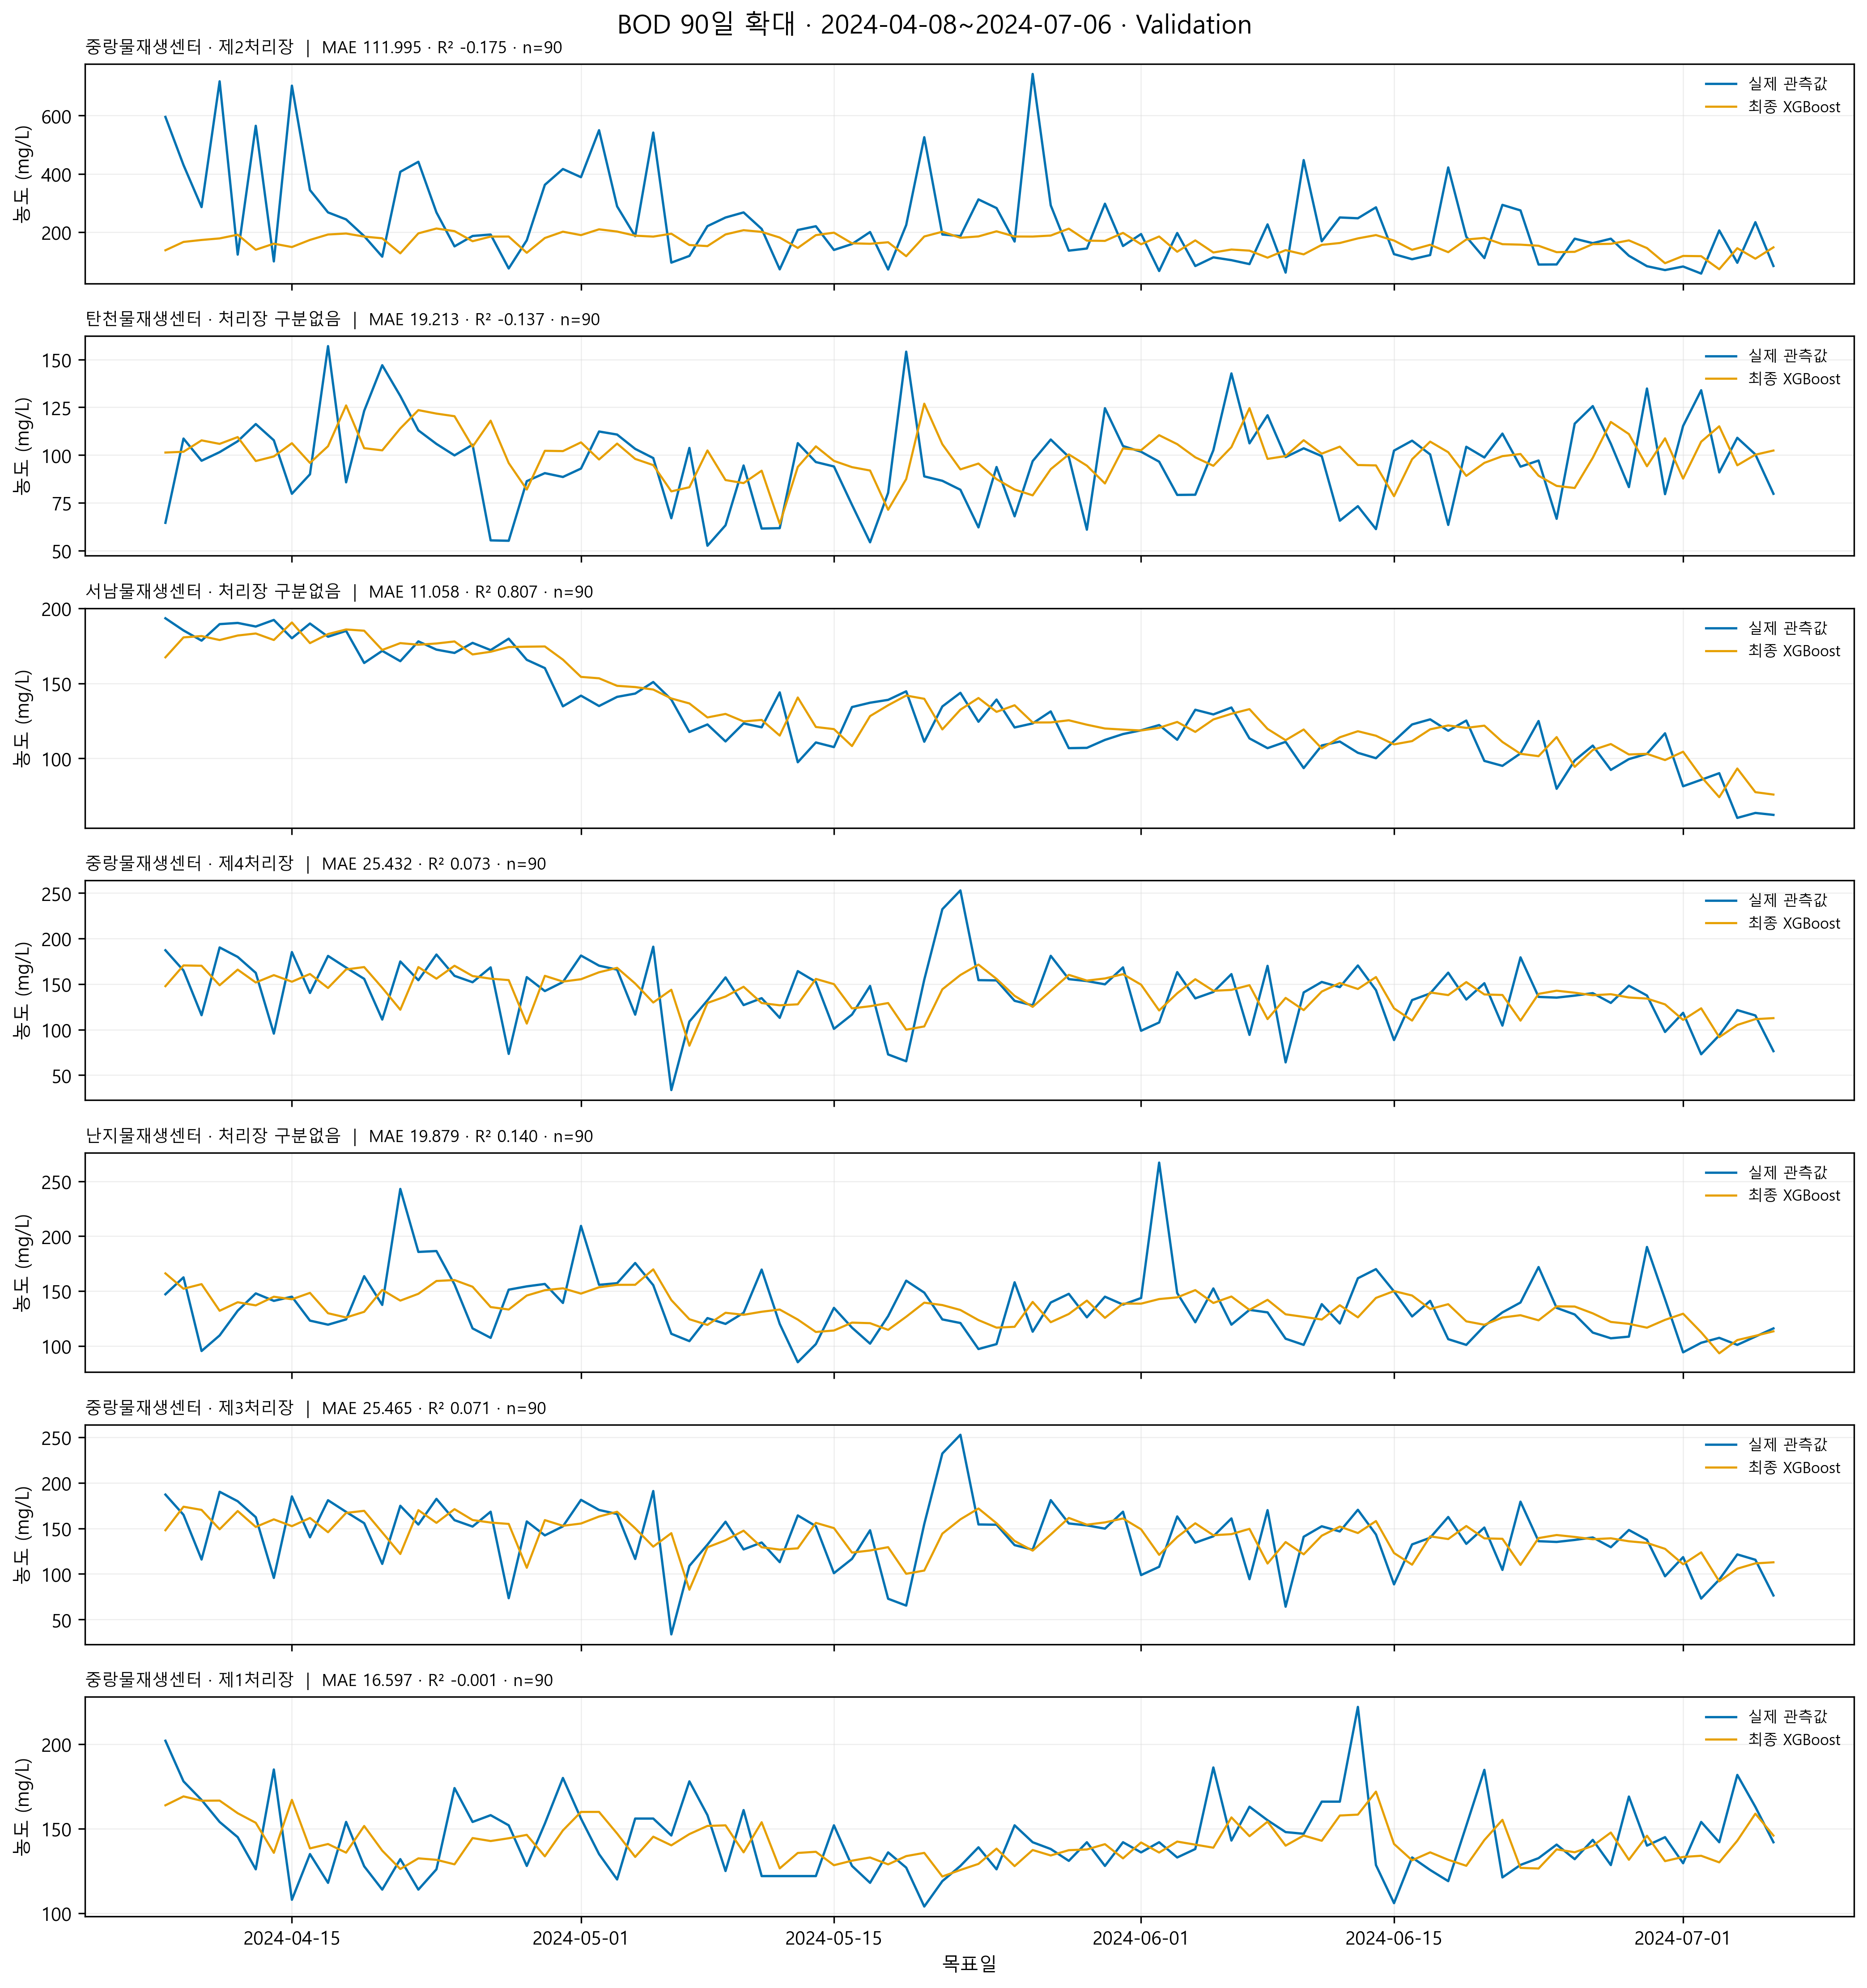 BOD 90일 확대 · 2024-04-08~2024-07-06 · Validation
중랑물재생센터 · 제2처리장 | MAE 111.995 · R² -0.175 · n=90
실제 관측값
최종 XGBoost
농도 (mg/L)
600
400
200
탄천물재생센터 · 처리장 구분없음 | MAE 19.213 · R² -0.137 · n=90
실제 관측값
최종 XGBoost
농도 (mg/L)
150
125
100
75
50
서남물재생센터 · 처리장 구분없음 | MAE 11.058 · R² 0.807 · n=90
실제 관측값
최종 XGBoost
농도 (mg/L)
200
150
100
중랑물재생센터 · 제4처리장 | MAE 25.432 · R² 0.073 · n=90
실제 관측값
최종 XGBoost
농도 (mg/L)
250
200
150
100
50
난지물재생센터 · 처리장 구분없음 | MAE 19.879 · R² 0.140 · n=90
실제 관측값
최종 XGBoost
농도 (mg/L)
250
200
150
100
중랑물재생센터 · 제3처리장 | MAE 25.465 · R² 0.071 · n=90
실제 관측값
최종 XGBoost
농도 (mg/L)
250
200
150
100
50
중랑물재생센터 · 제1처리장 | MAE 16.597 · R² -0.001 · n=90
실제 관측값
최종 XGBoost
농도 (mg/L)
200
150
100
2024-04-15 2024-05-01 2024-05-15 2024-06-01 2024-06-15 2024-07-01
목표일